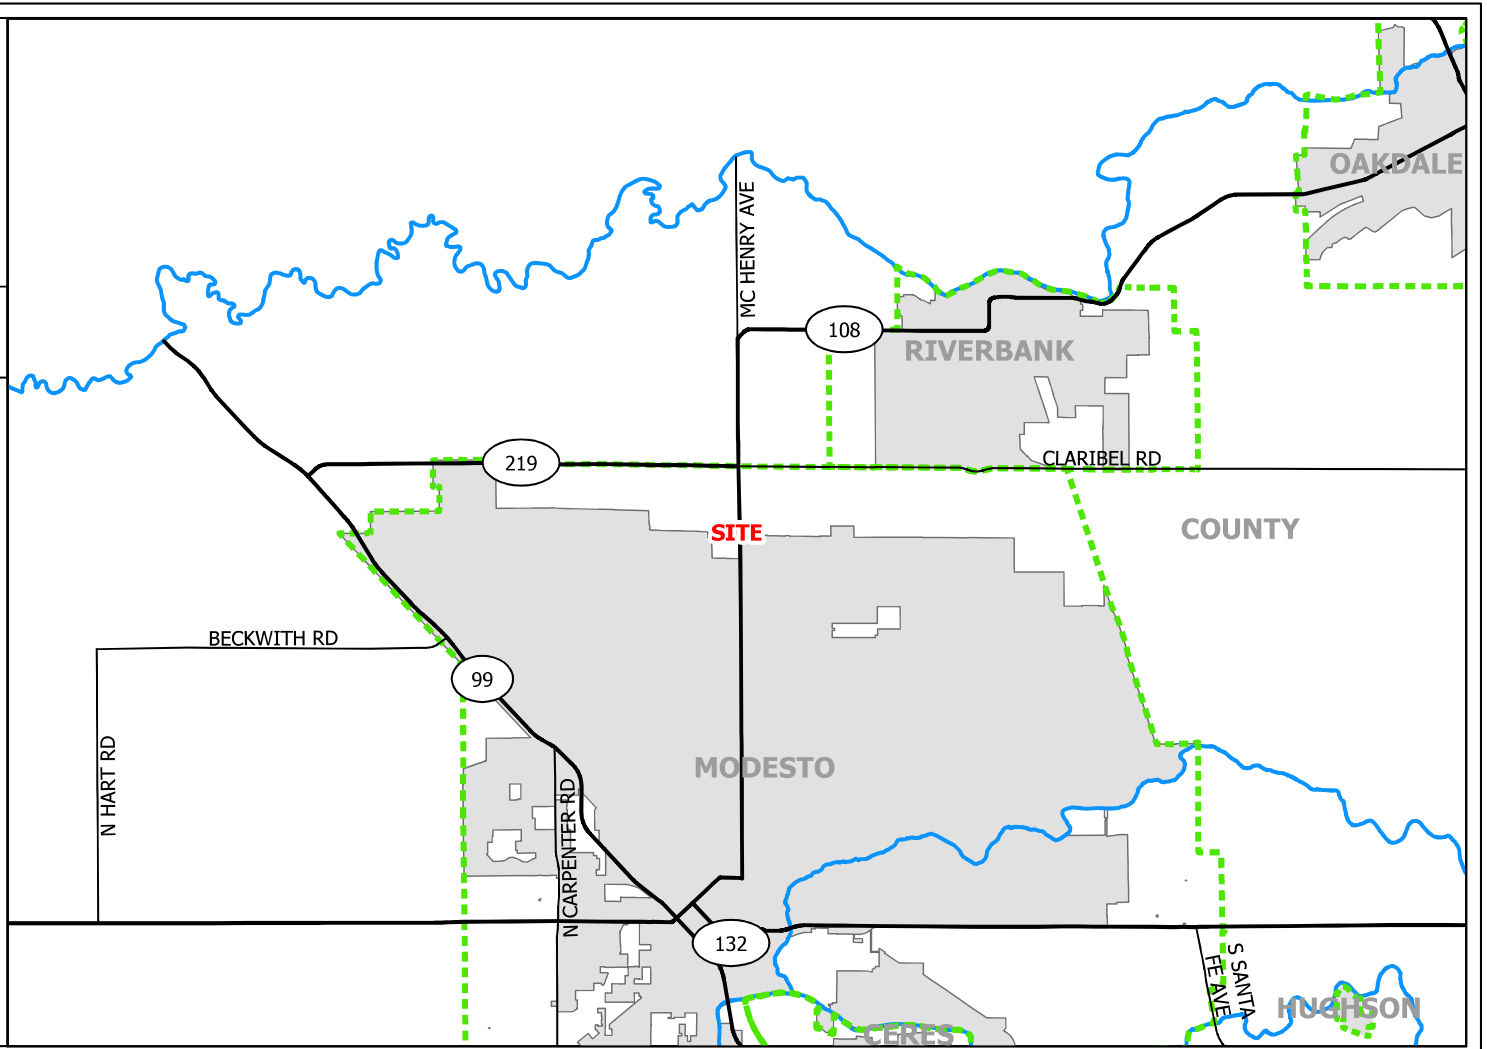 OAKDALE
MC HENRY AVE
108
RIVERBANK
219
CLARIBEL RD
SITE
COUNTY
BECKWITH RD
99
N HART RD
MODESTO
N CARPENTER RD
132
S SANTA
FE AVE
HUGHSON
CERES